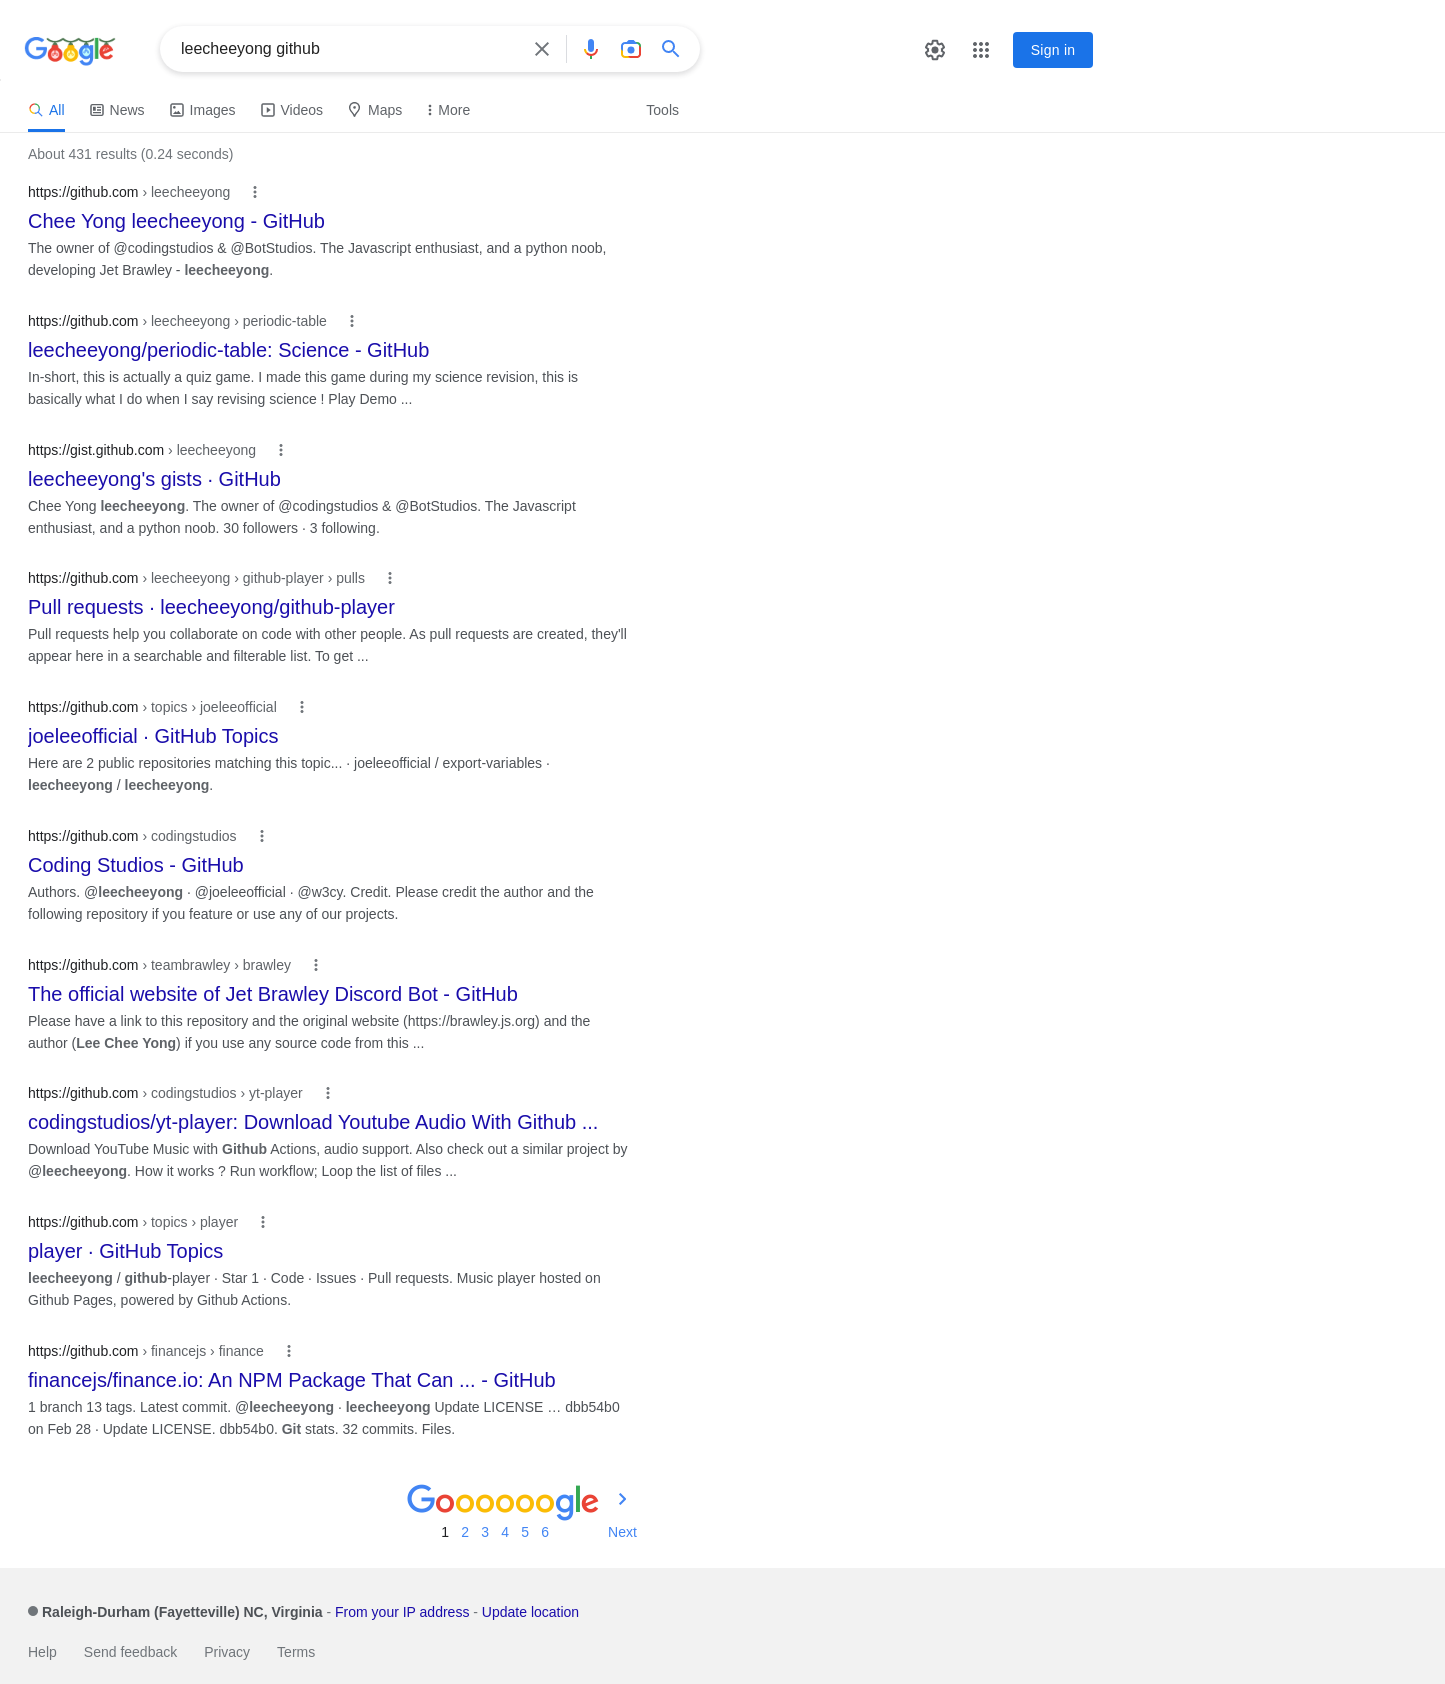 Google
leecheeyong github
Sign in
All News Images Videos Maps More Tools
About 431 results (0.24 seconds)
https://github.com › leecheeyong
Chee Yong leecheeyong - GitHub
The owner of @codingstudios & @BotStudios. The Javascript enthusiast, and a python noob,
developing Jet Brawley - leecheeyong.
https://github.com › leecheeyong › periodic-table
leecheeyong/periodic-table: Science - GitHub
In-short, this is actually a quiz game. I made this game during my science revision, this is
basically what I do when I say revising science ! Play Demo ...
https://gist.github.com › leecheeyong
leecheeyong's gists · GitHub
Chee Yong leecheeyong. The owner of @codingstudios & @BotStudios. The Javascript
enthusiast, and a python noob. 30 followers · 3 following.
https://github.com › leecheeyong › github-player › pulls
Pull requests · leecheeyong/github-player
Pull requests help you collaborate on code with other people. As pull requests are created, they'll
appear here in a searchable and filterable list. To get ...
https://github.com › topics › joeleeofficial
joeleeofficial · GitHub Topics
Here are 2 public repositories matching this topic... · joeleeofficial / export-variables ·
leecheeyong / leecheeyong.
https://github.com › codingstudios
Coding Studios - GitHub
Authors. @leecheeyong · @joeleeofficial · @w3cy. Credit. Please credit the author and the
following repository if you feature or use any of our projects.
https://github.com › teambrawley › brawley
The official website of Jet Brawley Discord Bot - GitHub
Please have a link to this repository and the original website (https://brawley.js.org) and the
author (Lee Chee Yong) if you use any source code from this ...
https://github.com › codingstudios › yt-player
codingstudios/yt-player: Download Youtube Audio With Github ...
Download YouTube Music with Github Actions, audio support. Also check out a similar project by
@leecheeyong. How it works ? Run workflow; Loop the list of files ...
https://github.com › topics › player
player · GitHub Topics
leecheeyong / github-player · Star 1 · Code · Issues · Pull requests. Music player hosted on
Github Pages, powered by Github Actions.
https://github.com › financejs › finance
financejs/finance.io: An NPM Package That Can ... - GitHub
1 branch 13 tags. Latest commit. @leecheeyong · leecheeyong Update LICENSE … dbb54b0
on Feb 28 · Update LICENSE. dbb54b0. Git stats. 32 commits. Files.
Goooooogle
1 2 3 4 5 6 Next
Raleigh-Durham (Fayetteville) NC, Virginia - From your IP address - Update location
Help Send feedback Privacy Terms